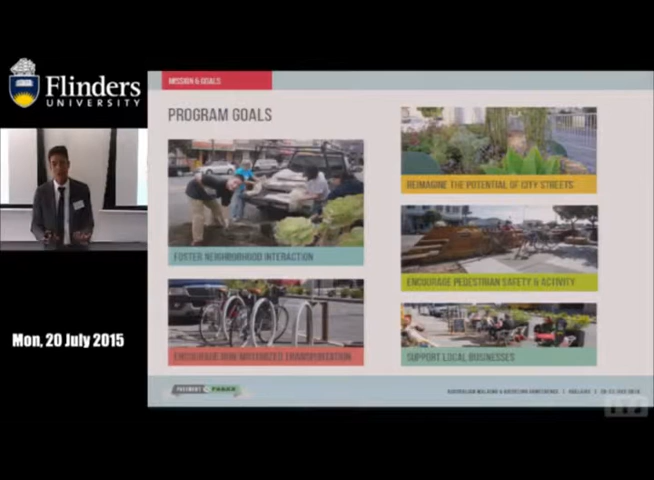 Flinders
UNIVERSITY
MISSION & GOALS
PROGRAM GOALS
REIMAGINE THE POTENTIAL OF CITY STREETS
FOSTER NEIGHBORHOOD INTERACTION
ENCOURAGE PEDESTRIAN SAFETY & ACTIVITY
ENCOURAGE NON-MOTORIZED TRANSPORTATION
SUPPORT LOCAL BUSINESSES
Mon, 20 July 2015
PAVEMENT TO PARKS